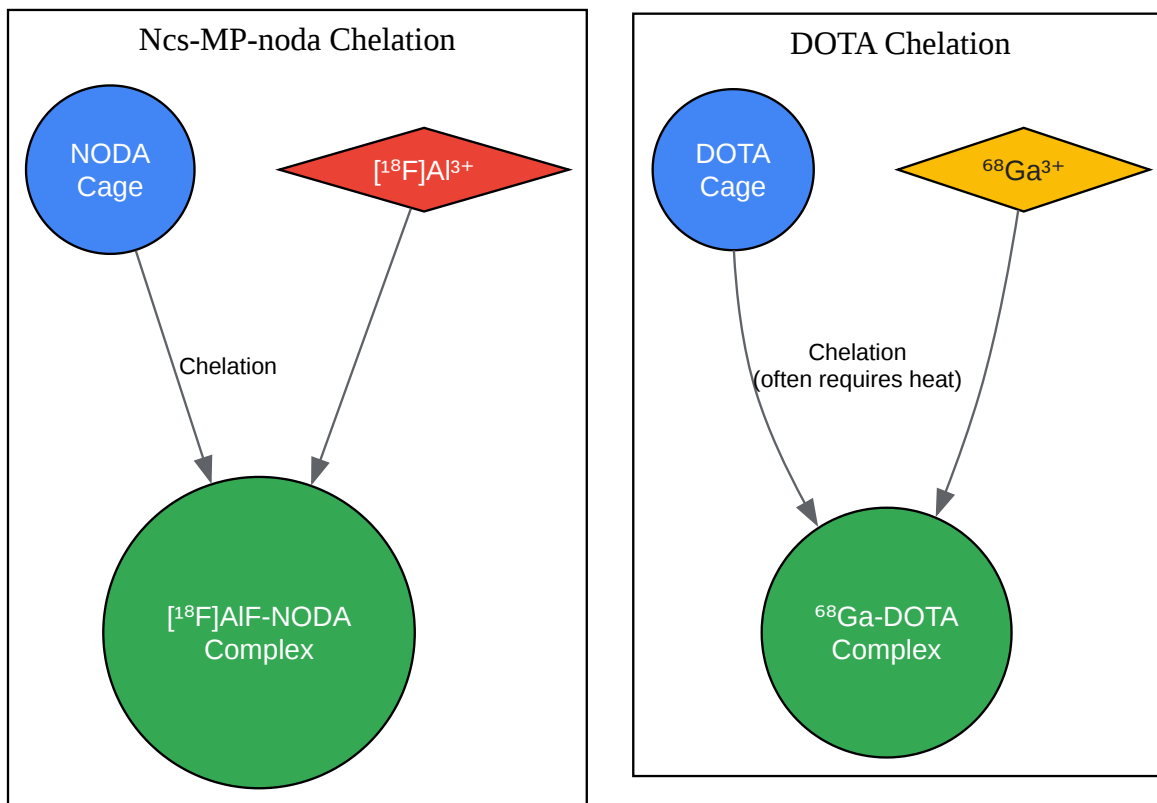 Ncs-MP-noda Chelation
NODA
Cage
[¹⁸F]Al³⁺
Chelation
[¹⁸F]AlF-NODA
Complex
DOTA Chelation
DOTA
Cage
⁶⁸Ga³⁺
Chelation
(often requires heat)
⁶⁸Ga-DOTA
Complex